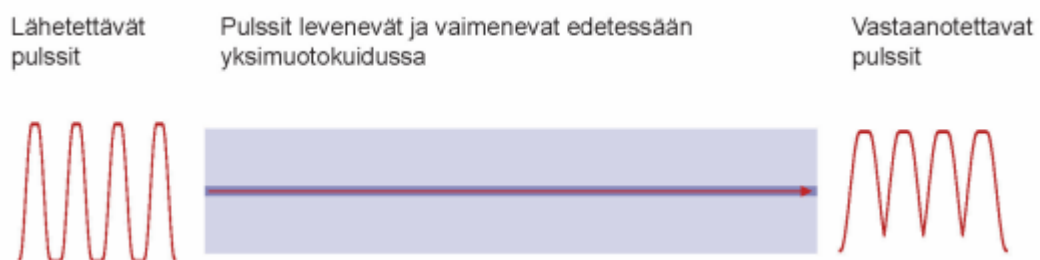 Lähetettävät
pulssit
Pulssit levenevät ja vaimenevat edetessään
yksimuotokuidussa
Vastaanotettavat
pulssit